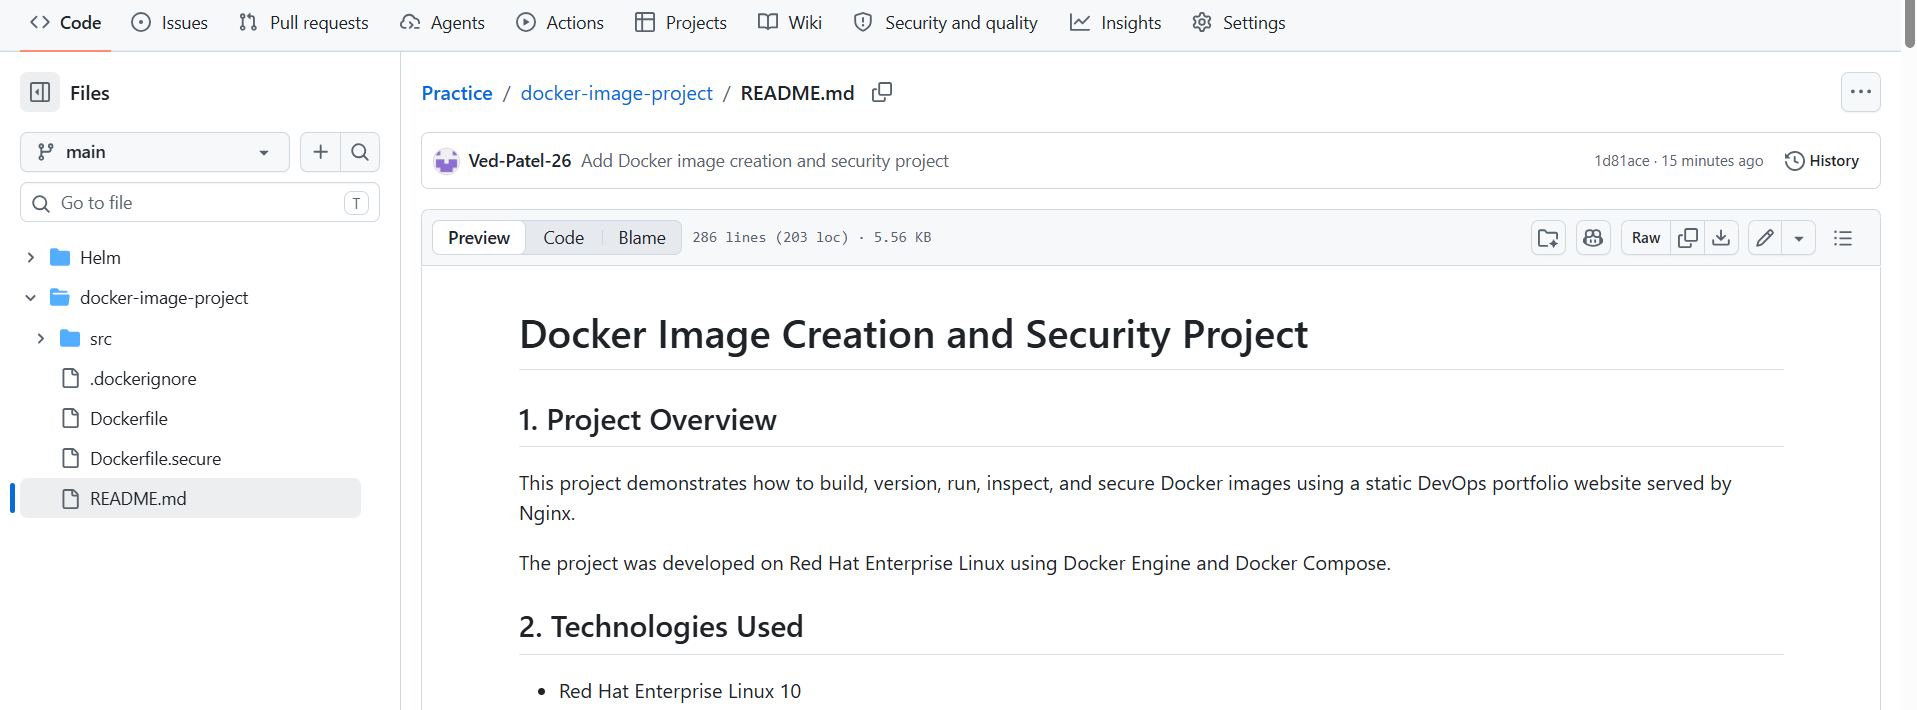 Code Issues Pull requests Agents Actions Projects Wiki Security and quality Insights Settings
Files
main
Go to file T
Helm
docker-image-project
src
.dockerignore
Dockerfile
Dockerfile.secure
README.md
Practice / docker-image-project / README.md
Ved-Patel-26 Add Docker image creation and security project 1d81ace · 15 minutes ago History
Preview Code Blame 286 lines (203 loc) · 5.56 KB Raw
Docker Image Creation and Security Project
1. Project Overview
This project demonstrates how to build, version, run, inspect, and secure Docker images using a static DevOps portfolio website served by
Nginx.
The project was developed on Red Hat Enterprise Linux using Docker Engine and Docker Compose.
2. Technologies Used
• Red Hat Enterprise Linux 10